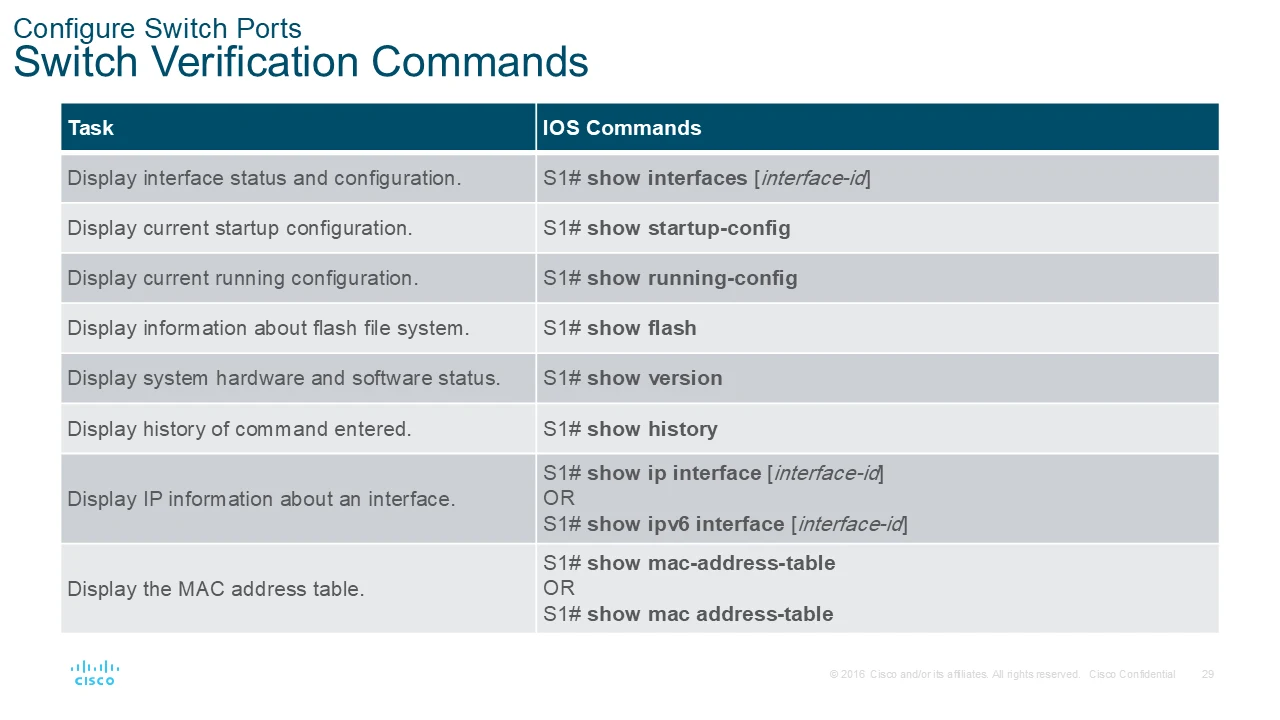 Configure Switch Ports
Switch Verification Commands
Task
IOS Commands
Display interface status and configuration.
S1# show interfaces [interface-id]
Display current startup configuration.
S1# show startup-config
Display current running configuration.
S1# show running-config
Display information about flash file system.
S1# show flash
Display system hardware and software status.
S1# show version
Display history of command entered.
S1# show history
Display IP information about an interface.
S1# show ip interface [interface-id]
OR
S1# show ipv6 interface [interface-id]
Display the MAC address table.
S1# show mac-address-table
OR
S1# show mac address-table
CISCO
© 2016 Cisco and/or its affiliates. All rights reserved. Cisco Confidential
29